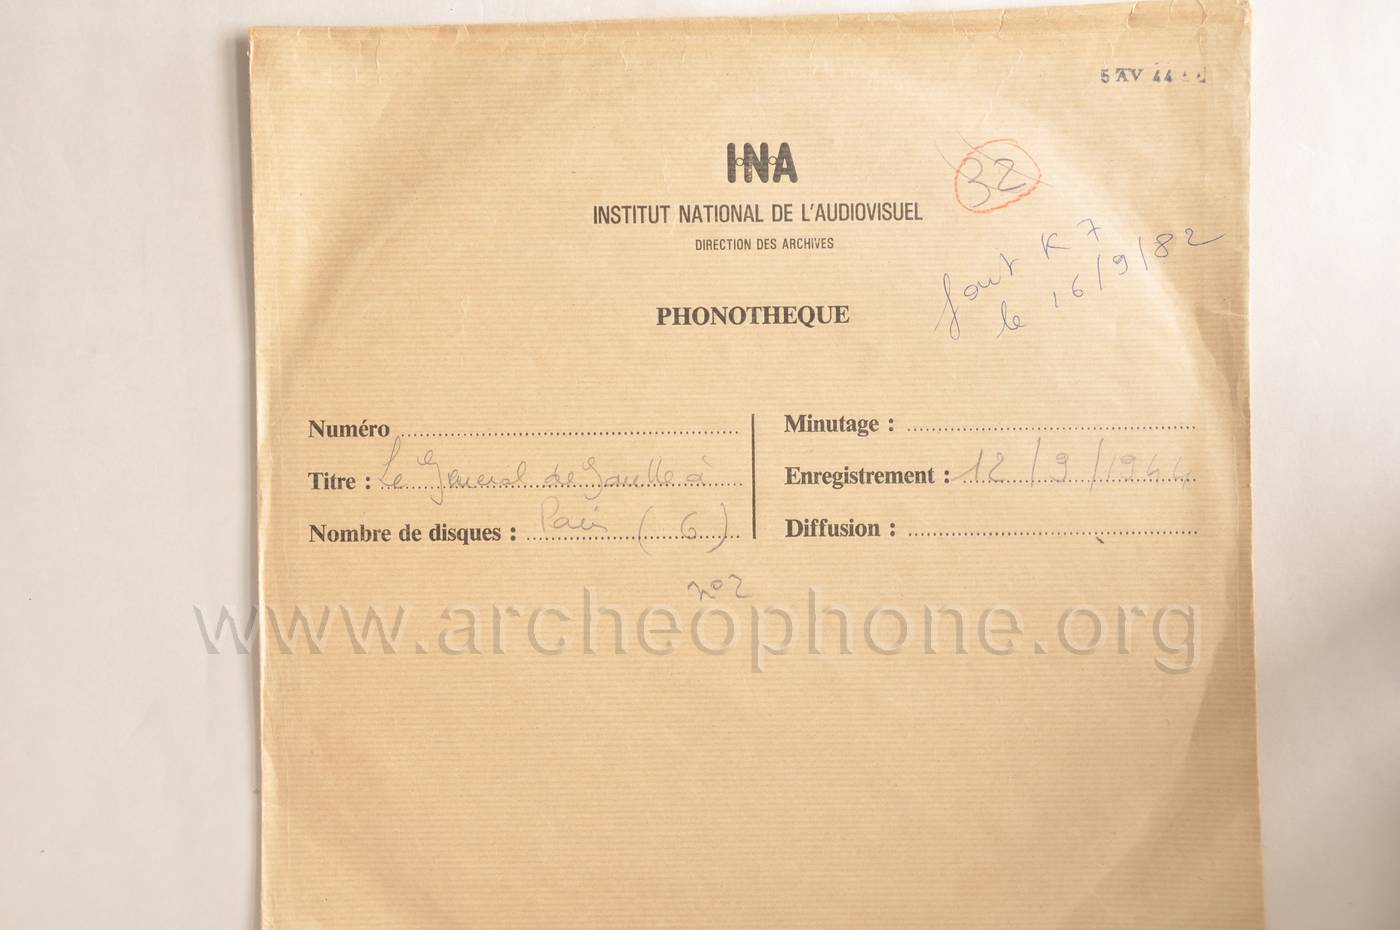 5 AV 44
INA
32
INSTITUT NATIONAL DE L'AUDIOVISUEL
DIRECTION DES ARCHIVES
K7
le 16/9/82
PHONOTHEQUE
Numéro
Titre : Le Général de Gaulle à
Nombre de disques : Paris (6)
Minutage :
Enregistrement : 12/9/1944
Diffusion :
n°2
www.archeophone.org